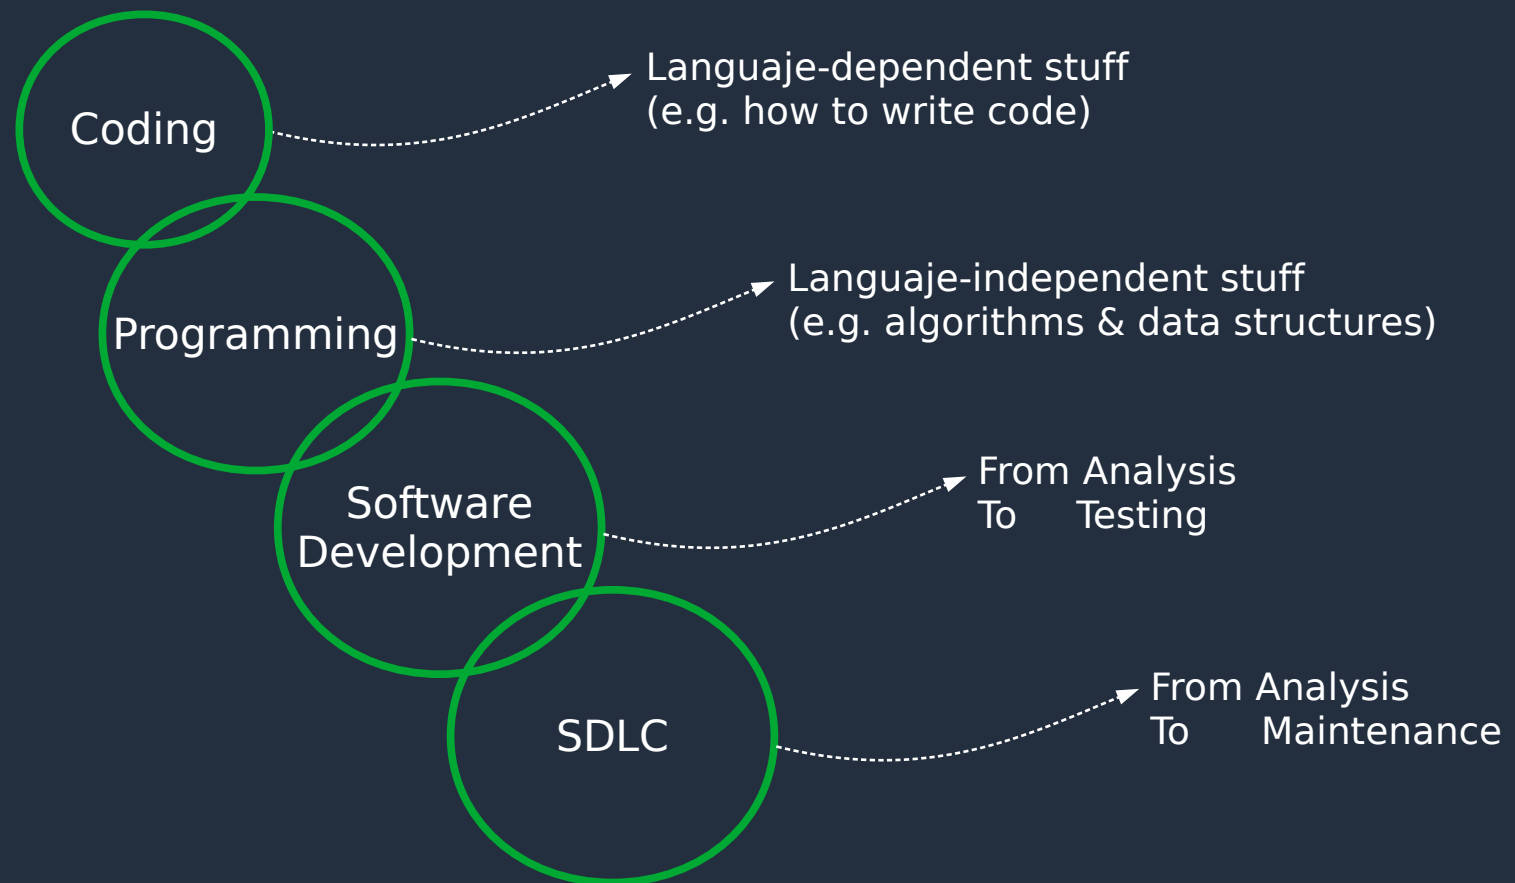 Coding
Languaje-dependent stuff
(e.g. how to write code)
Programming
Languaje-independent stuff
(e.g. algorithms & data structures)
Software
Development
From Analysis
To Testing
SDLC
From Analysis
To Maintenance